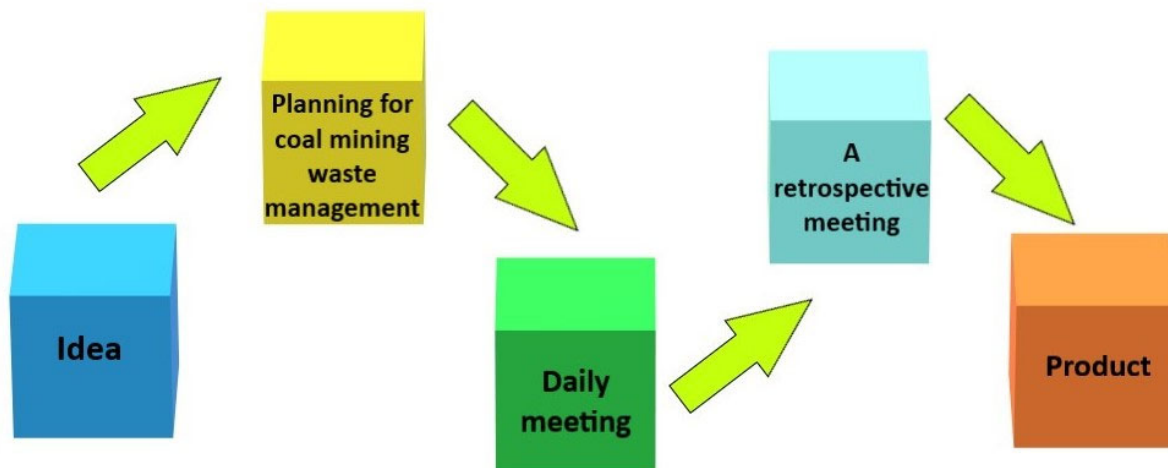 Idea
Planning for
coal mining
waste
management
Daily
meeting
A
retrospective
meeting
Product